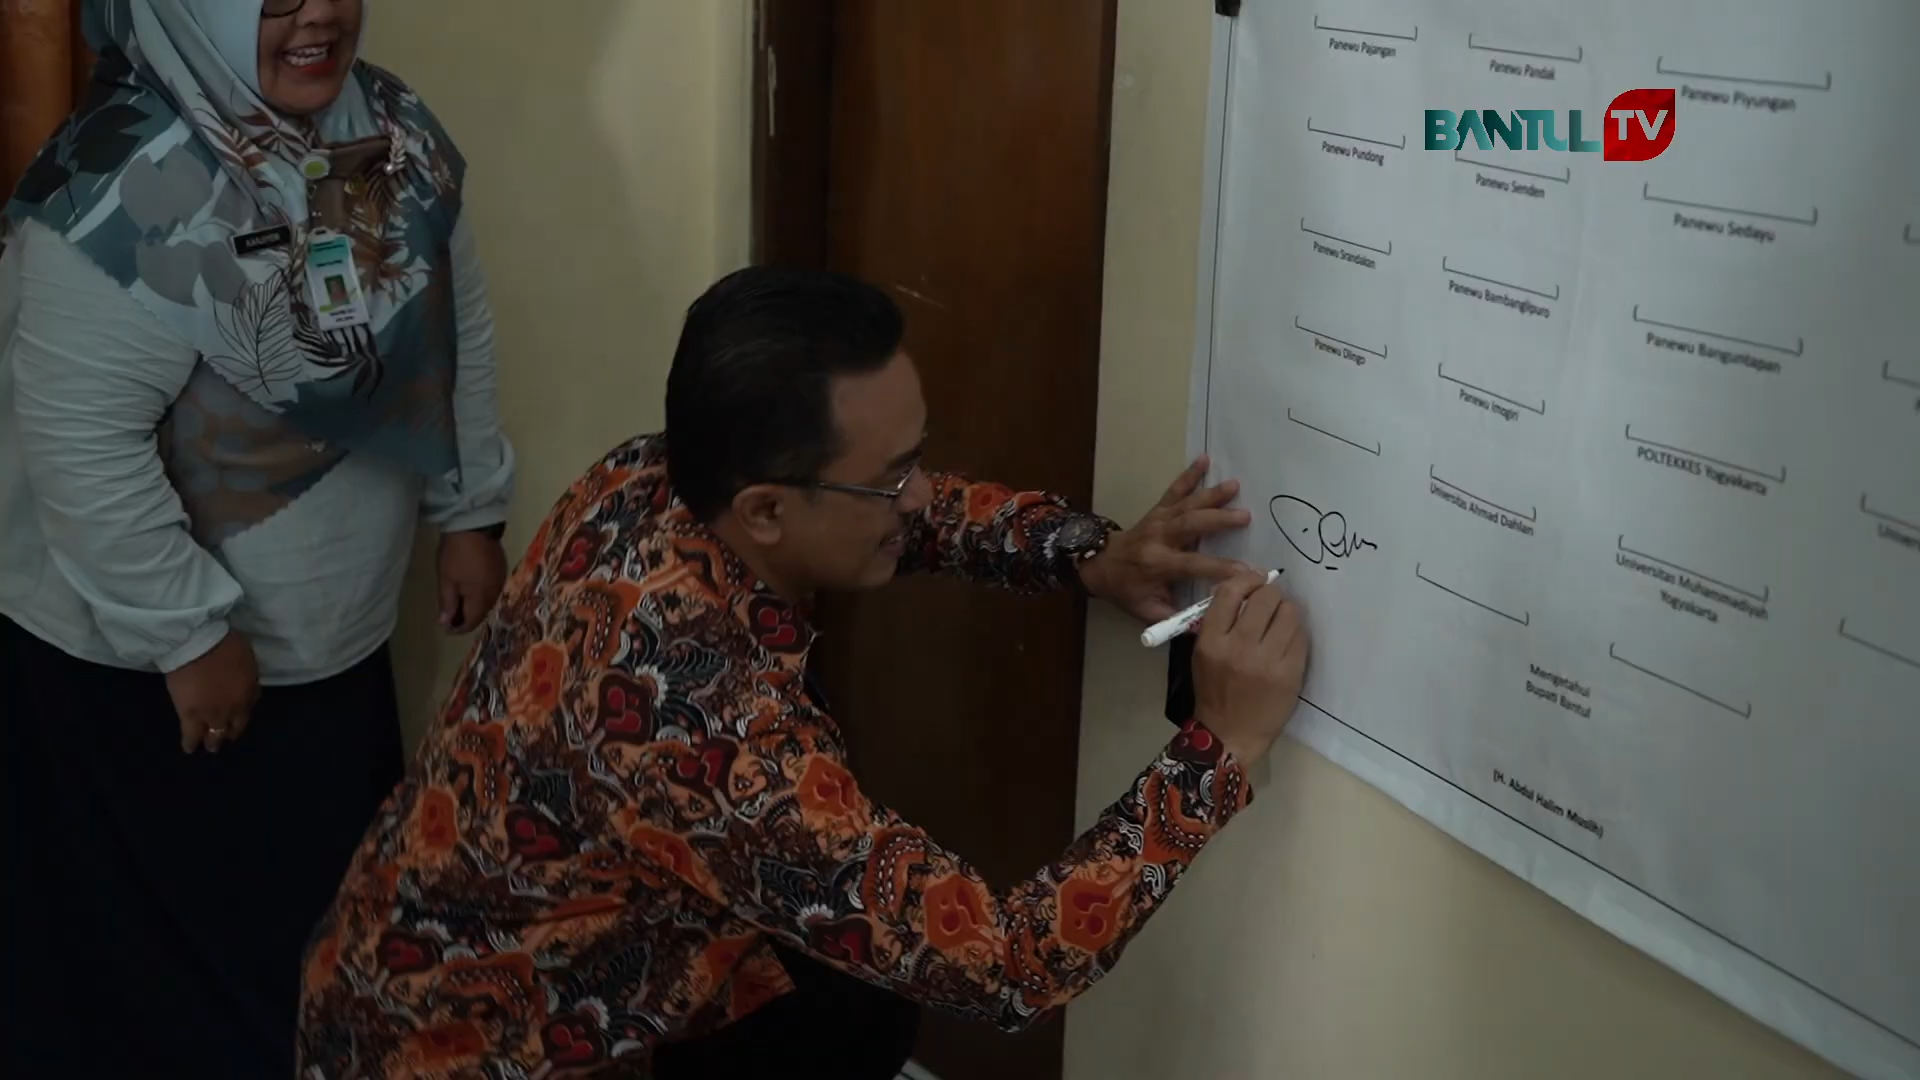 Panewu Pajangan
Panewu Pandak
Panewu Piyungan
BANTUL TV
Panewu Pundong
Panewu Senden
Panewu Sedayu
Panewu Srandakan
Panewu Bambanglipuro
Panewu Banguntapan
Panewu Dlingo
Panewu Imogiri
POLTEKKES Yogyakarta
Universitas Ahmad Dahlan
Universitas Muhammadiyah
Yogyakarta
Mengetahui
Bupati Bantul
(H. Abdul Halim Muslih)